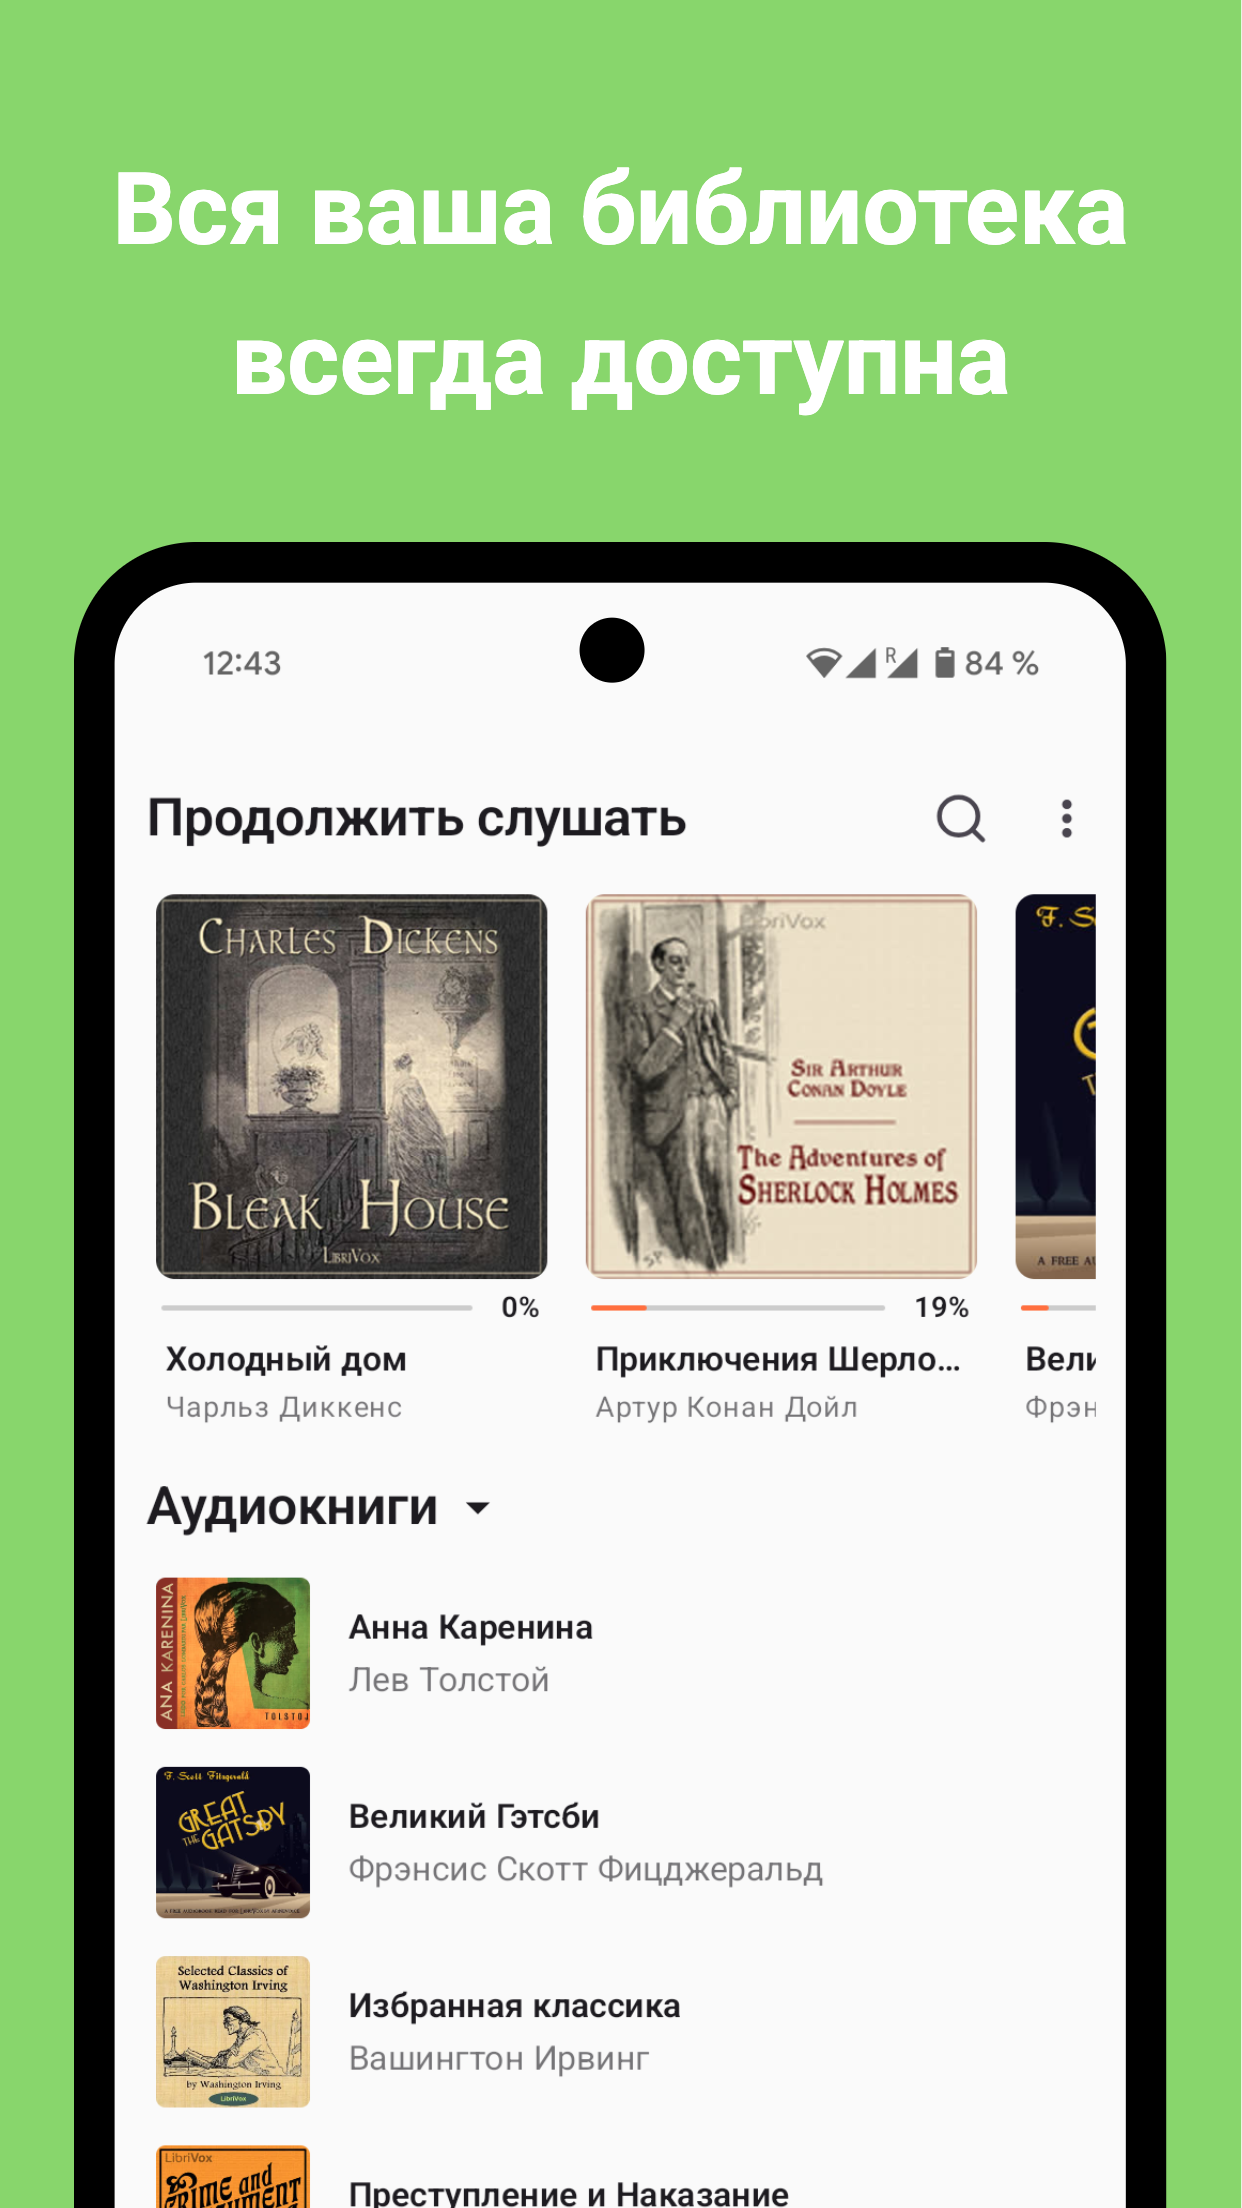 Вся ваша библиотека
всегда доступна
12:43
R
84 %
Продолжить слушать
CHARLES DICKENS
BLEAK HOUSE
LIBRIVOX
LibriVox
SIR ARTHUR
CONAN DOYLE
The Adventures of
SHERLOCK HOLMES
F. S
A FREE AU
0%
19%
Холодный дом
Приключения Шерло...
Вели
Чарльз Диккенс
Артур Конан Дойл
Фрэн
Аудиокниги
ANA KARENINA
TOLSTOJ
Анна Каренина
Лев Толстой
F. Scott Fitzgerald
GREAT
THE GATSBY
Великий Гэтсби
Фрэнсис Скотт Фицджеральд
Selected Classics of
Washington Irving
by Washington Irving
LibriVox
Избранная классика
Вашингтон Ирвинг
LibriVox
Преступление и Наказание